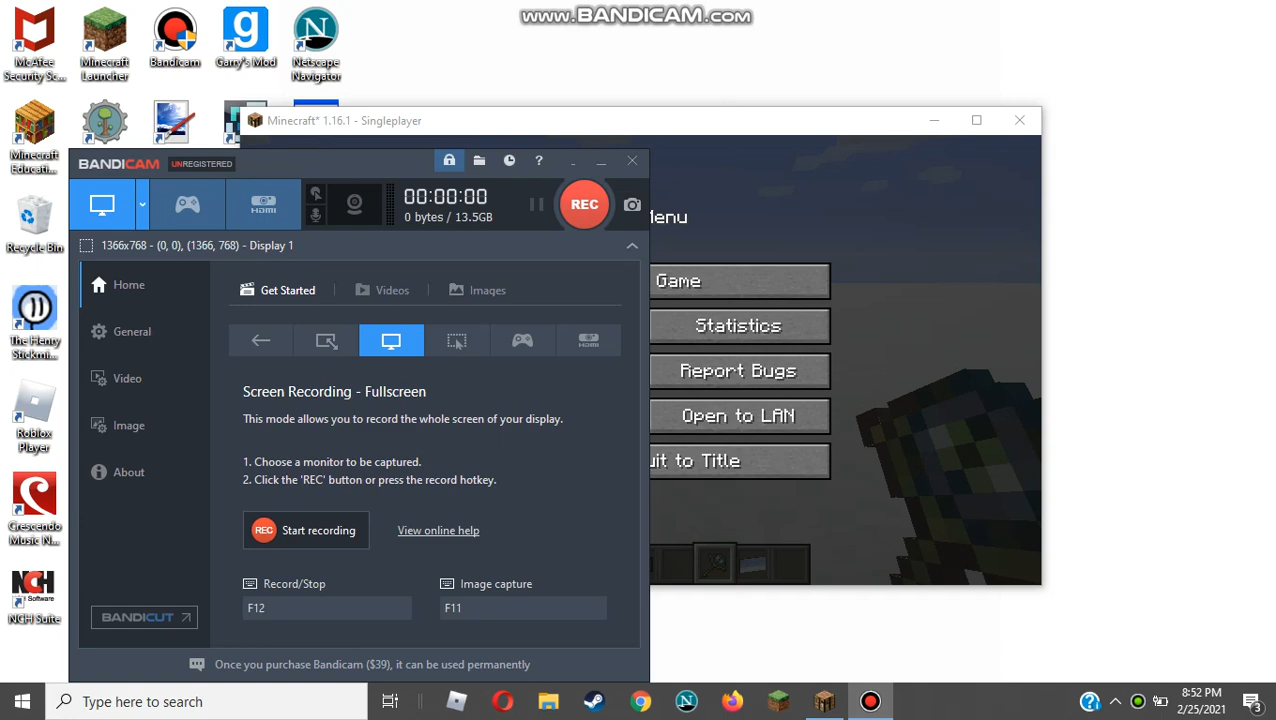 www.BANDICAM.com
McAfee Security Sc...
Minecraft Launcher
Bandicam
Garry's Mod
Netscape Navigator
Minecraft Educati...
Recycle Bin
The Henry Stickmi...
Roblox Player
Crescendo Music N...
NCH Software
NCH Suite
Minecraft* 1.16.1 - Singleplayer
BANDICAM UNREGISTERED
HDMI
00:00:00
0 bytes / 13.5GB
REC
1366x768 - (0, 0), (1366, 768) - Display 1
Home
General
Video
Image
About
BANDICUT
Get Started
Videos
Images
HDMI
Screen Recording - Fullscreen
This mode allows you to record the whole screen of your display.
1. Choose a monitor to be captured.
2. Click the 'REC' button or press the record hotkey.
REC Start recording
View online help
Record/Stop
Image capture
F12
F11
Once you purchase Bandicam ($39), it can be used permanently
Menu
Game
Statistics
Report Bugs
Open to LAN
uit to Title
Type here to search
8:52 PM
2/25/2021
3